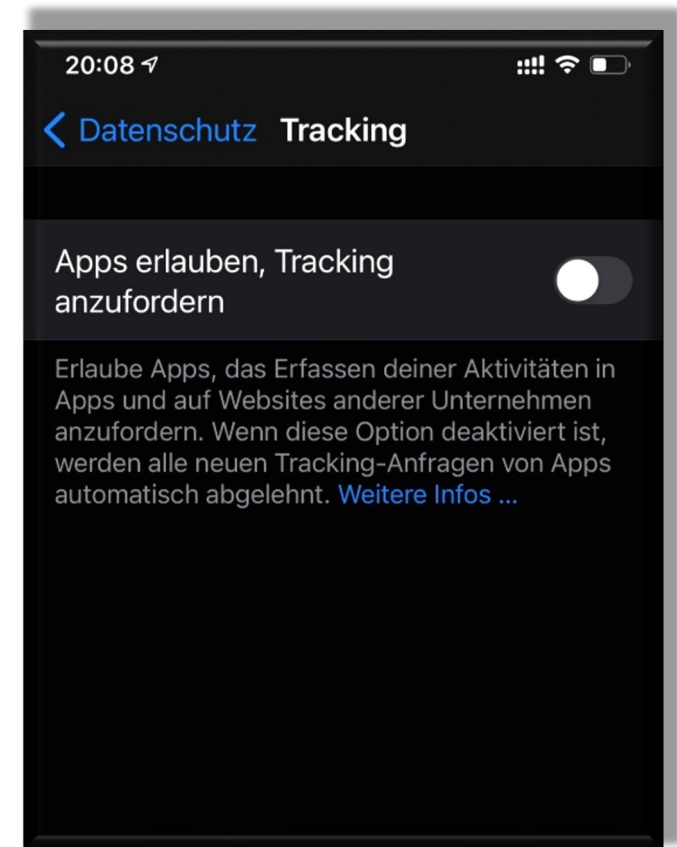 20:08
Datenschutz Tracking
Apps erlauben, Tracking
anzufordern
Erlaube Apps, das Erfassen deiner Aktivitäten in
Apps und auf Websites anderer Unternehmen
anzufordern. Wenn diese Option deaktiviert ist,
werden alle neuen Tracking-Anfragen von Apps
automatisch abgelehnt. Weitere Infos ...